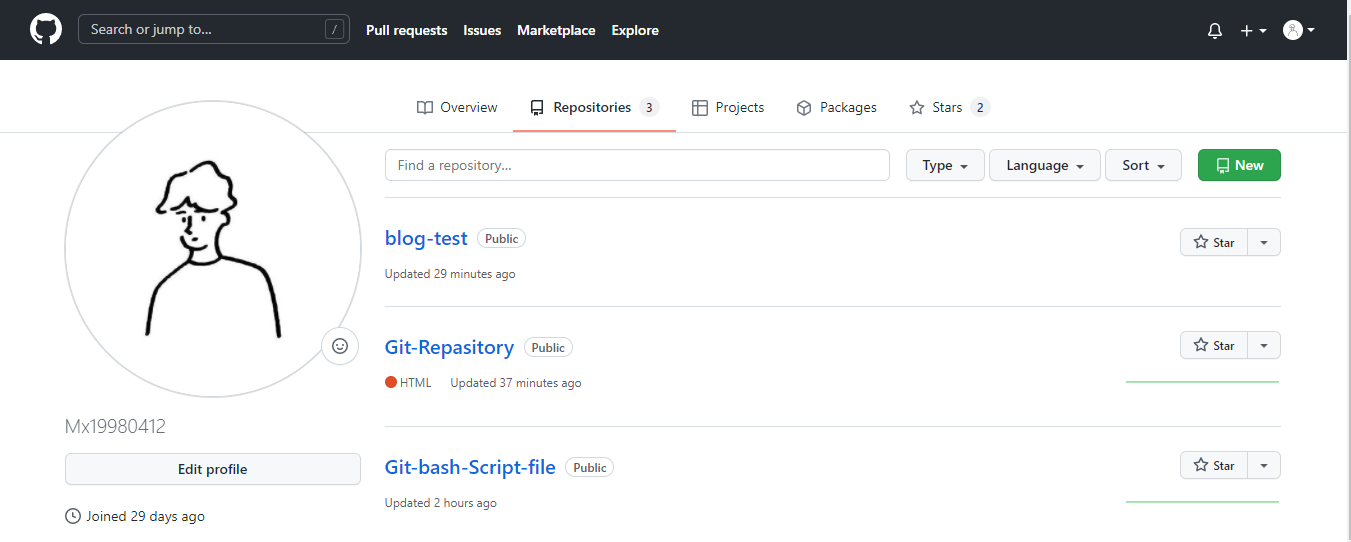 Search or jump to... / Pull requests Issues Marketplace Explore
Overview Repositories 3 Projects Packages Stars 2
Find a repository... Type Language Sort New
blog-test Public Star
Updated 29 minutes ago
Git-Repasitory Public Star
HTML Updated 37 minutes ago
Mx19980412
Edit profile
Git-bash-Script-file Public Star
Updated 2 hours ago
Joined 29 days ago